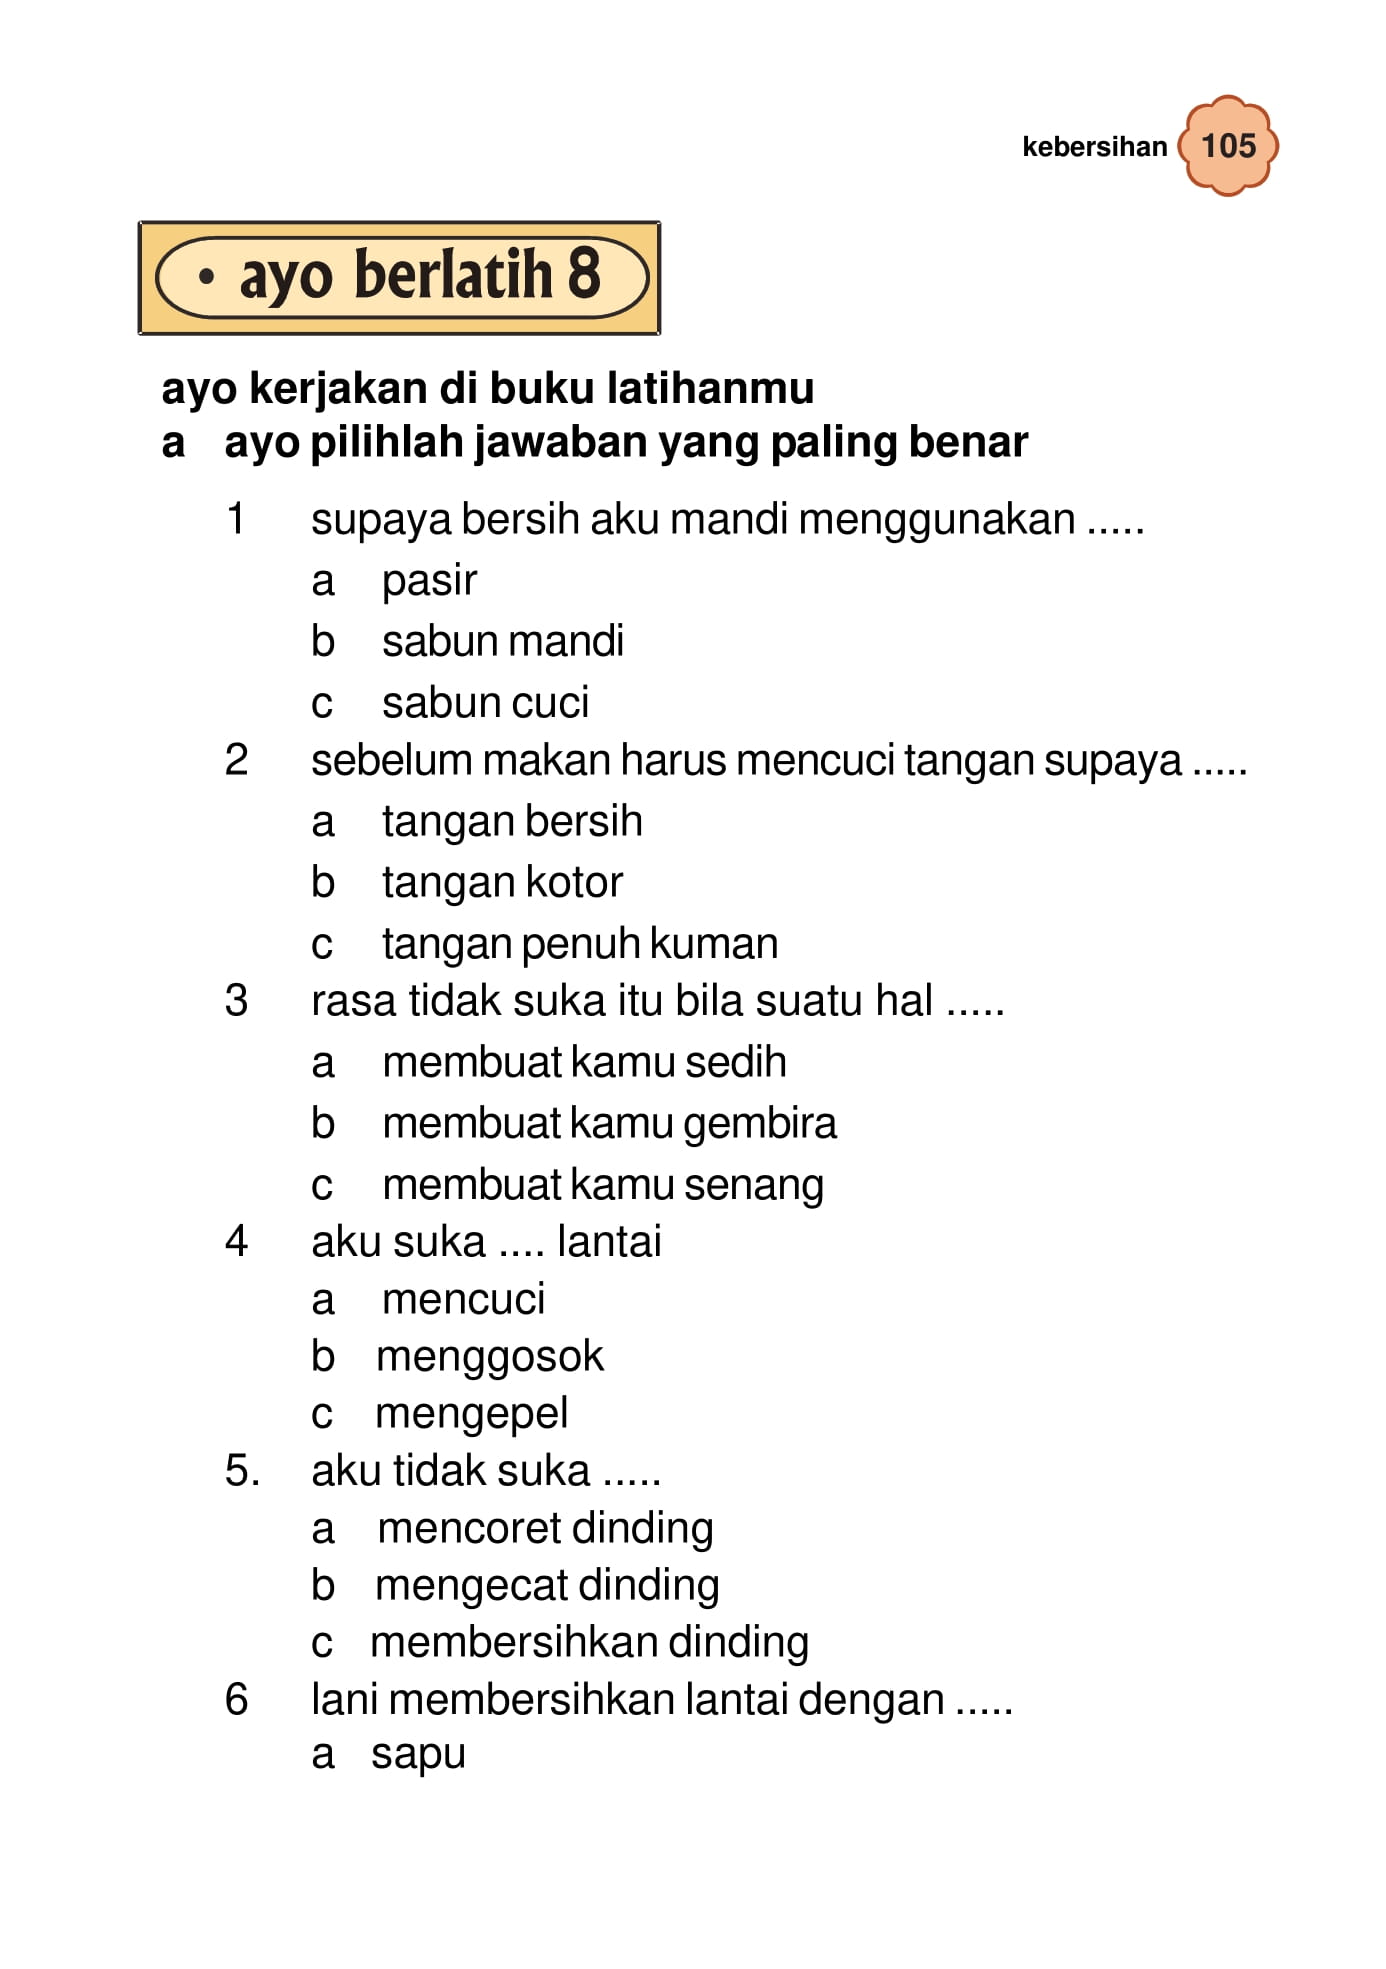 kebersihan 105
• ayo berlatih 8
ayo kerjakan di buku latihanmu
a ayo pilihlah jawaban yang paling benar
1 supaya bersih aku mandi menggunakan .....
a pasir
b sabun mandi
c sabun cuci
2 sebelum makan harus mencuci tangan supaya .....
a tangan bersih
b tangan kotor
c tangan penuh kuman
3 rasa tidak suka itu bila suatu hal .....
a membuat kamu sedih
b membuat kamu gembira
c membuat kamu senang
4 aku suka .... lantai
a mencuci
b menggosok
c mengepel
5. aku tidak suka .....
a mencoret dinding
b mengecat dinding
c membersihkan dinding
6 lani membersihkan lantai dengan .....
a sapu